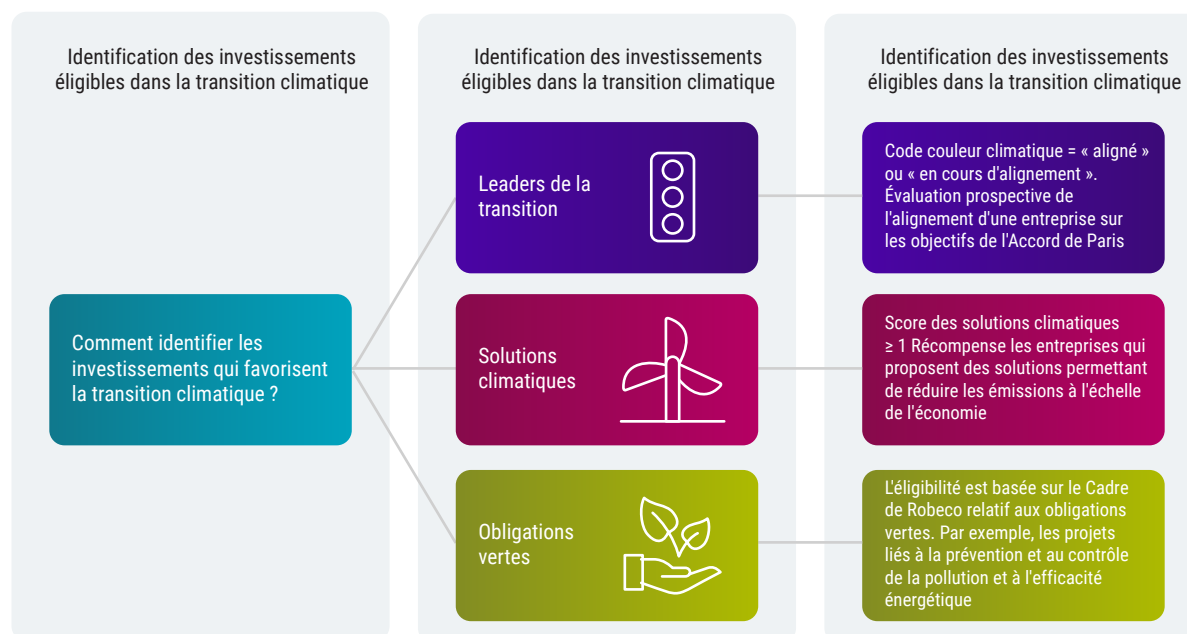 Identification des investissements
éligibles dans la transition climatique
Identification des investissements
éligibles dans la transition climatique
Identification des investissements
éligibles dans la transition climatique
Comment identifier les
investissements qui favorisent
la transition climatique ?
Leaders de la
transition
Code couleur climatique = « aligné »
ou « en cours d'alignement ».
Évaluation prospective de
l'alignement d'une entreprise sur
les objectifs de l'Accord de Paris
Solutions
climatiques
Score des solutions climatiques
≥ 1 Récompense les entreprises qui
proposent des solutions permettant
de réduire les émissions à l'échelle
de l'économie
Obligations
vertes
L'éligibilité est basée sur le Cadre
de Robeco relatif aux obligations
vertes. Par exemple, les projets
liés à la prévention et au contrôle
de la pollution et à l'efficacité
énergétique